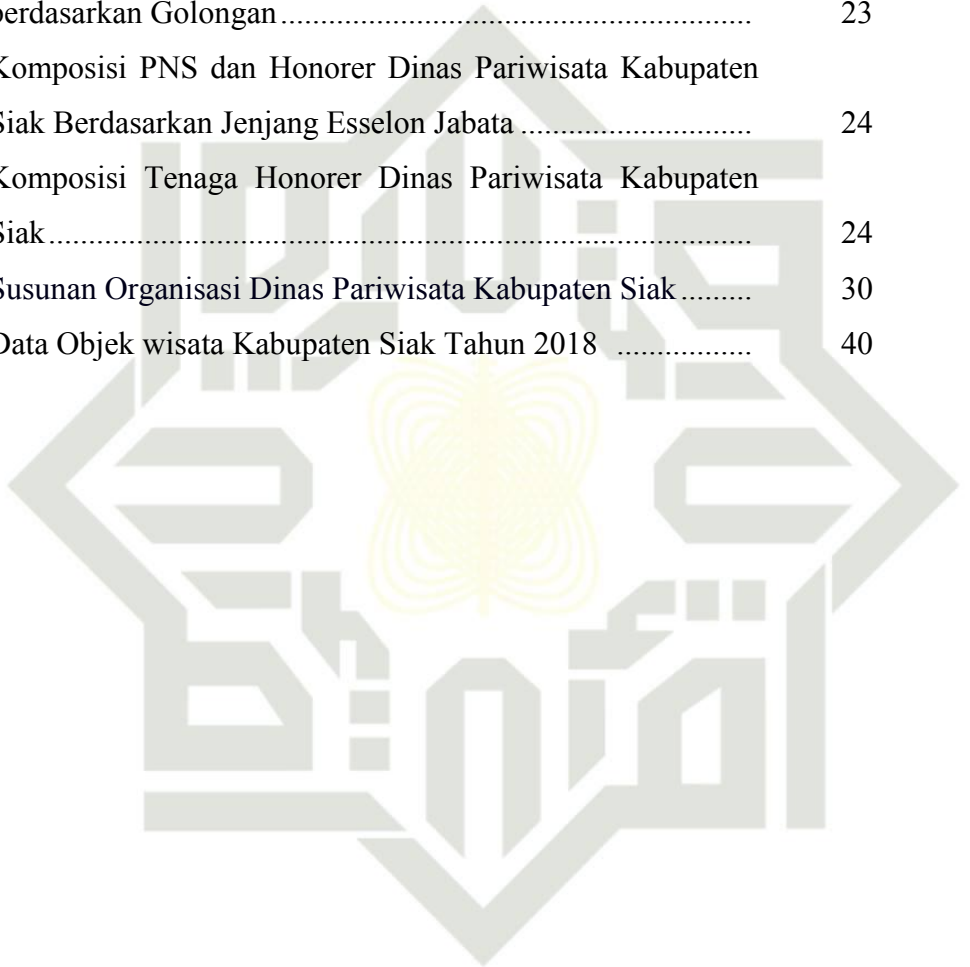 berdasarkan Golongan........................................................... 23
Komposisi PNS dan Honorer Dinas Pariwisata Kabupaten
Siak Berdasarkan Jenjang Esselon Jabata ............................. 24
Komposisi Tenaga Honorer Dinas Pariwisata Kabupaten
Siak........................................................................................ 24
Susunan Organisasi Dinas Pariwisata Kabupaten Siak ......... 30
Data Objek wisata Kabupaten Siak Tahun 2018 ................. 40